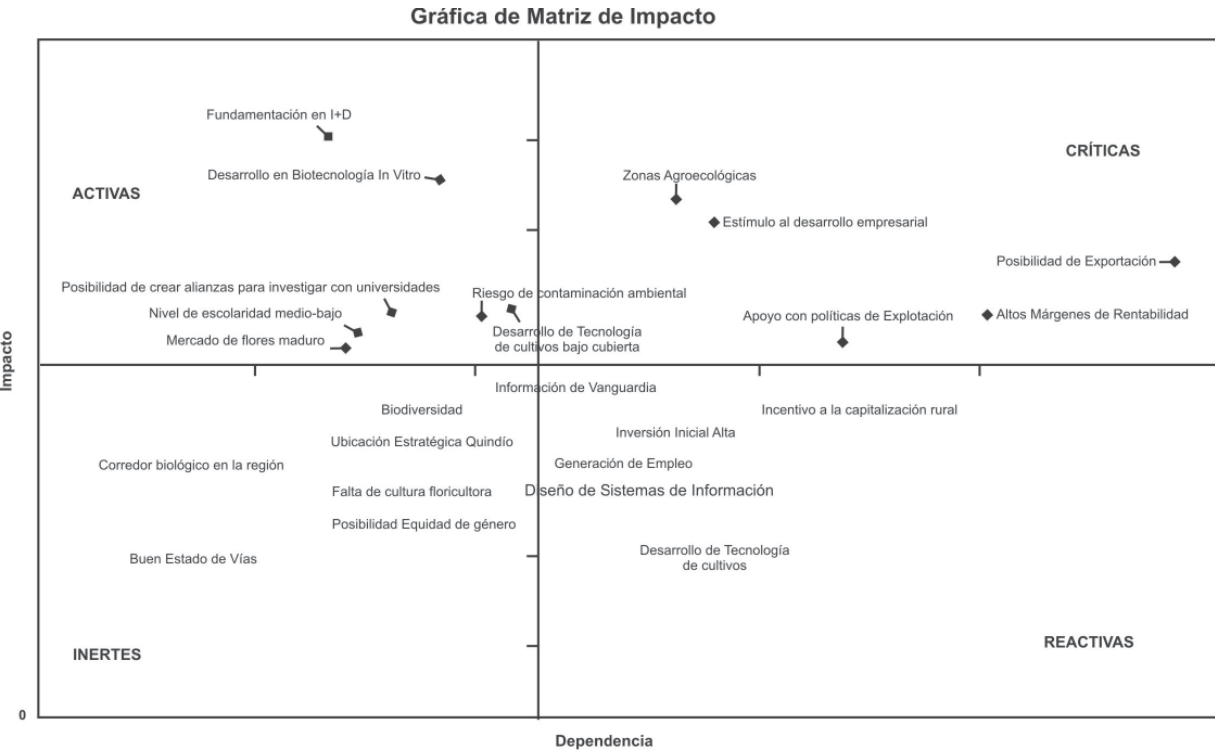 Gráfica de Matriz de Impacto
Fundamentación en I+D
CRÍTICAS
Desarrollo en Biotecnología In Vitro
Zonas Agroecológicas
ACTIVAS
Estímulo al desarrollo empresarial
Posibilidad de Exportación
Posibilidad de crear alianzas para investigar con universidades
Riesgo de contaminación ambiental
Nivel de escolaridad medio-bajo
Apoyo con políticas de Explotación
Altos Márgenes de Rentabilidad
Mercado de flores maduro
Desarrollo de Tecnología
de cultivos bajo cubierta
Impacto
Información de Vanguardia
Biodiversidad
Incentivo a la capitalización rural
Inversión Inicial Alta
Ubicación Estratégica Quindío
Corredor biológico en la región
Generación de Empleo
Falta de cultura floricultora
Diseño de Sistemas de Información
Posibilidad Equidad de género
Buen Estado de Vías
Desarrollo de Tecnología
de cultivos
REACTIVAS
INERTES
0
Dependencia